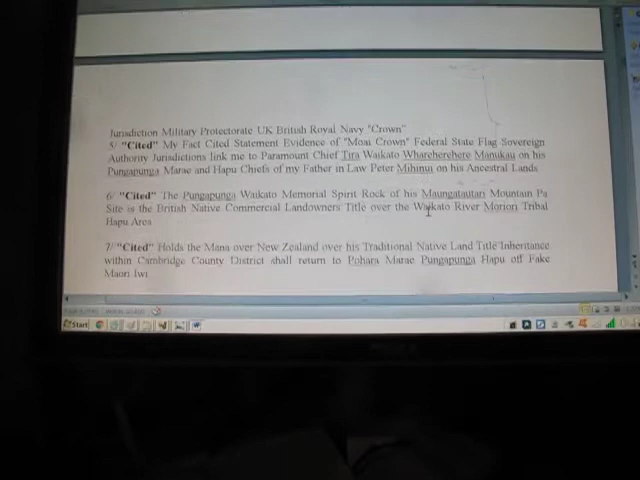 Jurisdiction Military Protectorate UK British Royal Navy "Crown"
5/ "Cited" My Fact Cited Statement Evidence of "Moai Crown" Federal State Flag Sovereign
Authority Jurisdictions link me to Paramount Chief Tira Waikato Whareherehere Manukau on his
Pungapunga Marae and Hapu Chiefs of my Father in Law Peter Mihinui on his Ancestral Lands
6/ "Cited" The Pungapunga Waikato Memorial Spirit Rock of his Maungatautari Mountain Pa
Site is the British Native Commercial Landowners Title over the Waikato River Moriori Tribal
Hapu Area
7/ "Cited" Holds the Mana over New Zealand over his Traditional Native Land Title Inheritance
within Cambridge County District shall return to Pohara Marae Pungapunga Hapu off Fake
Maori Iwi
Start